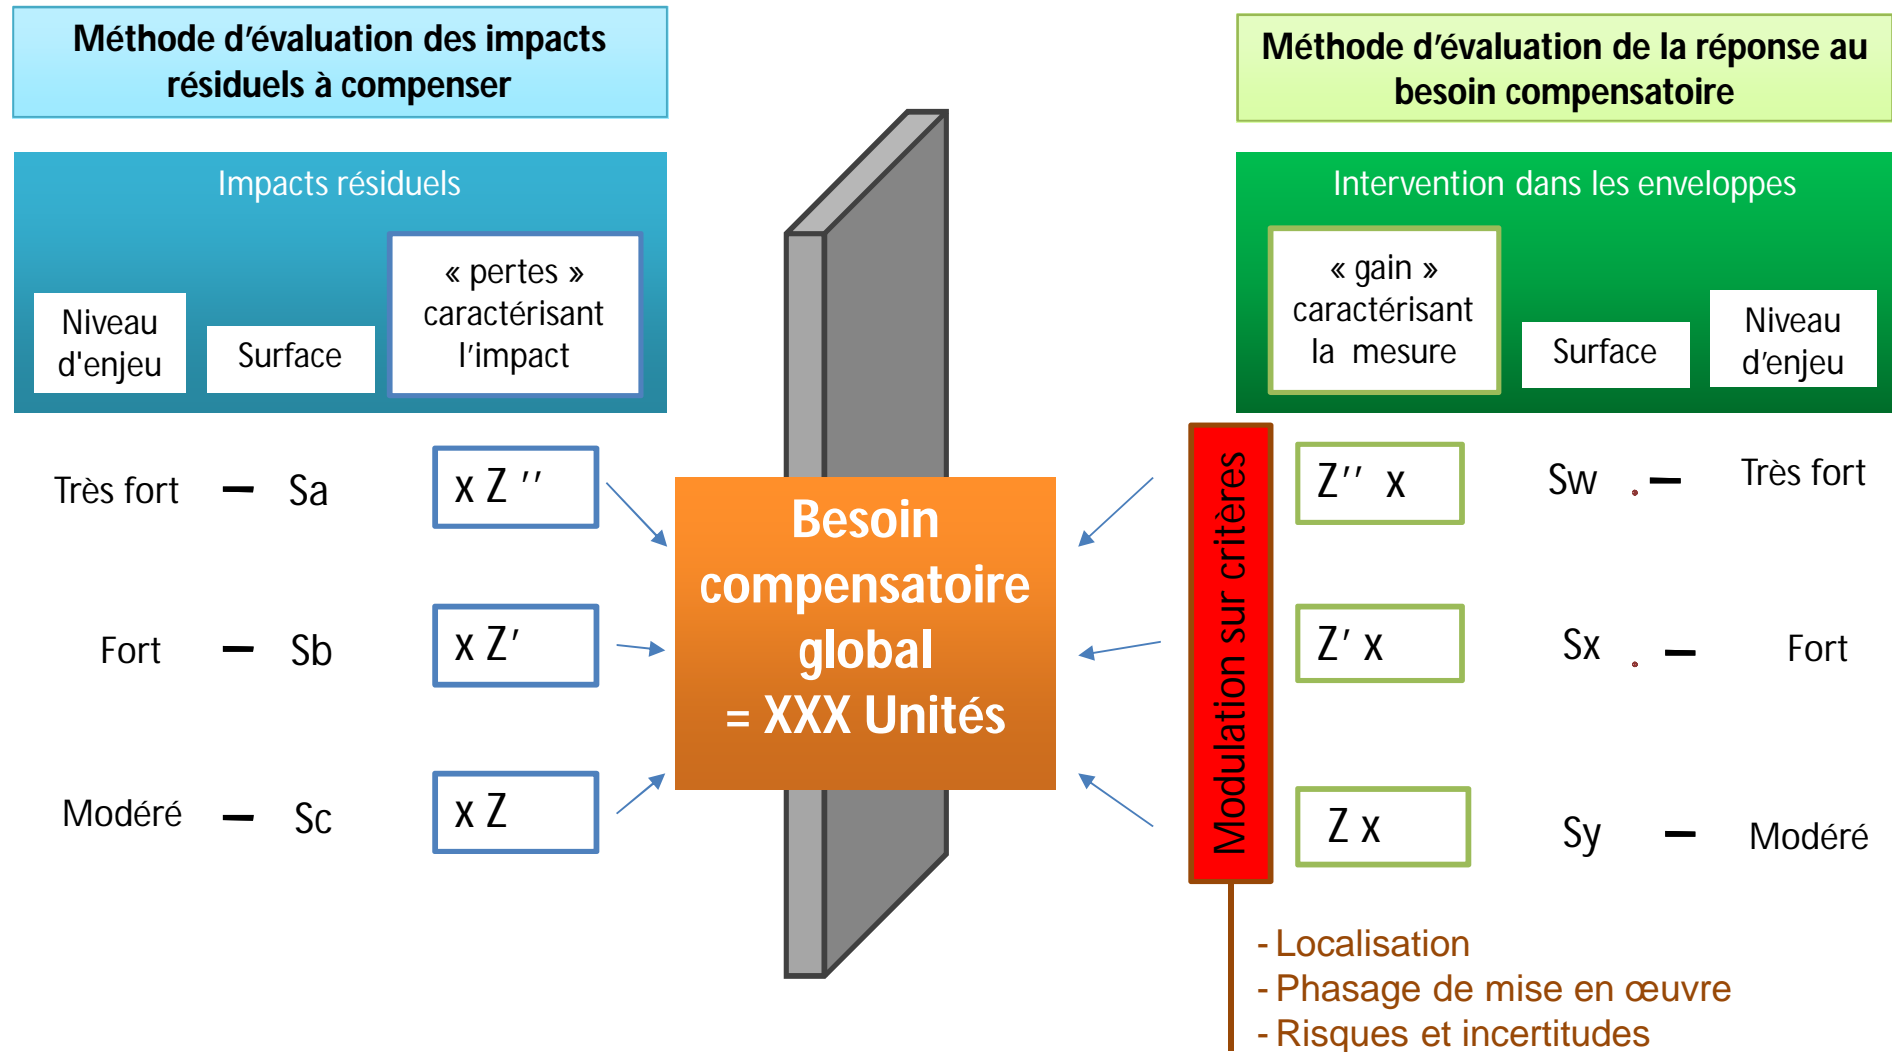 Méthode d’évaluation des impacts
résiduels à compenser
Impacts résiduels
Niveau
d'enjeu
Surface
« pertes »
caractérisant
l’impact
Très fort – Sa x Z ’’
Fort – Sb x Z’
Modéré – Sc x Z
Besoin
compensatoire
global
= XXX Unités
Méthode d’évaluation de la réponse au
besoin compensatoire
Intervention dans les enveloppes
« gain »
caractérisant
la mesure
Surface
Niveau
d’enjeu
Modulation sur critères
Z’’ x Sw . – Très fort
Z’ x Sx . – Fort
Z x Sy – Modéré
- Localisation
- Phasage de mise en œuvre
- Risques et incertitudes